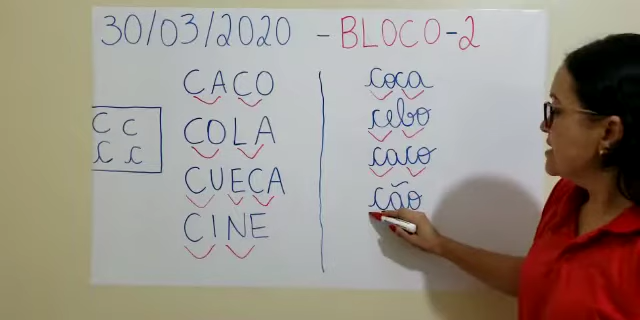 30/03/2020 - BLOCO-2
C C
C C
CACO
COLA
CUECA
CINE
coca
cebo
caco
cão